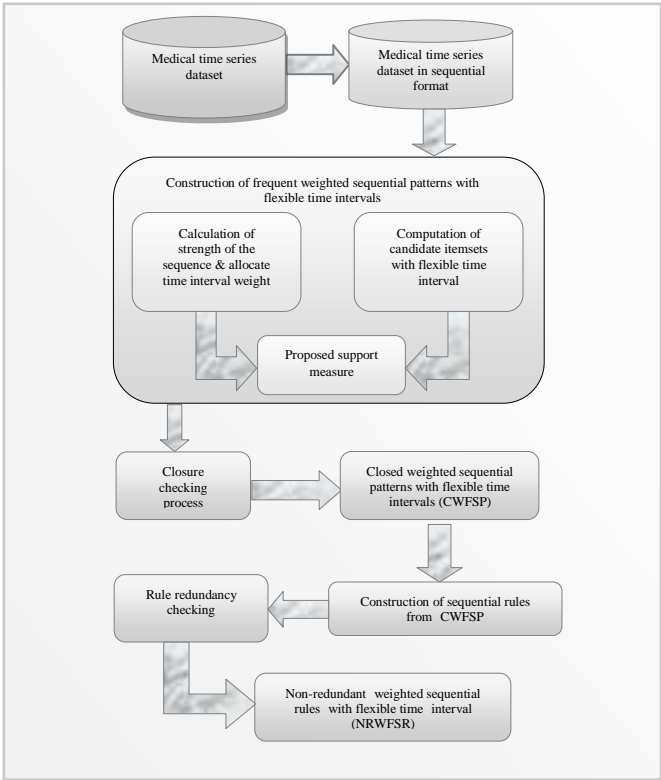 Medical time series
dataset
Medical time series
dataset in sequential
format
Construction of frequent weighted sequential patterns with
flexible time intervals
Calculation of
strength of the
sequence & allocate
time interval weight
Computation of
candidate itemsets
with flexible time
interval
Proposed support
measure
Closure
checking
process
Closed weighted sequential
patterns with flexible time
intervals (CWFSP)
Construction of sequential rules
from CWFSP
Rule redundancy
checking
Non-redundant weighted sequential
rules with flexible time interval
(NRWFSR)